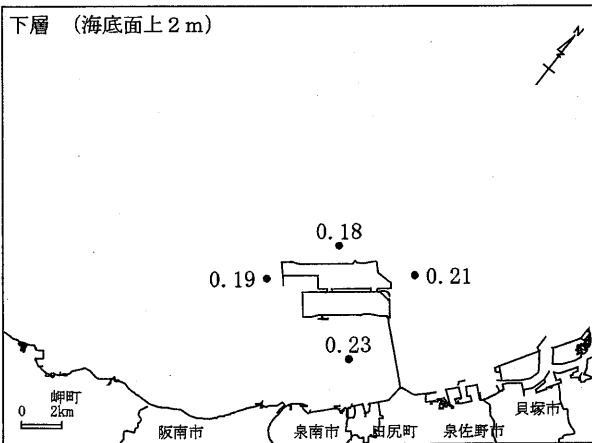 下層 (海底面上2m)
N
0.18
0.19
0.21
0.23
岬町
0 2km
阪南市
泉南市
田尻町
泉佐野市
貝塚市